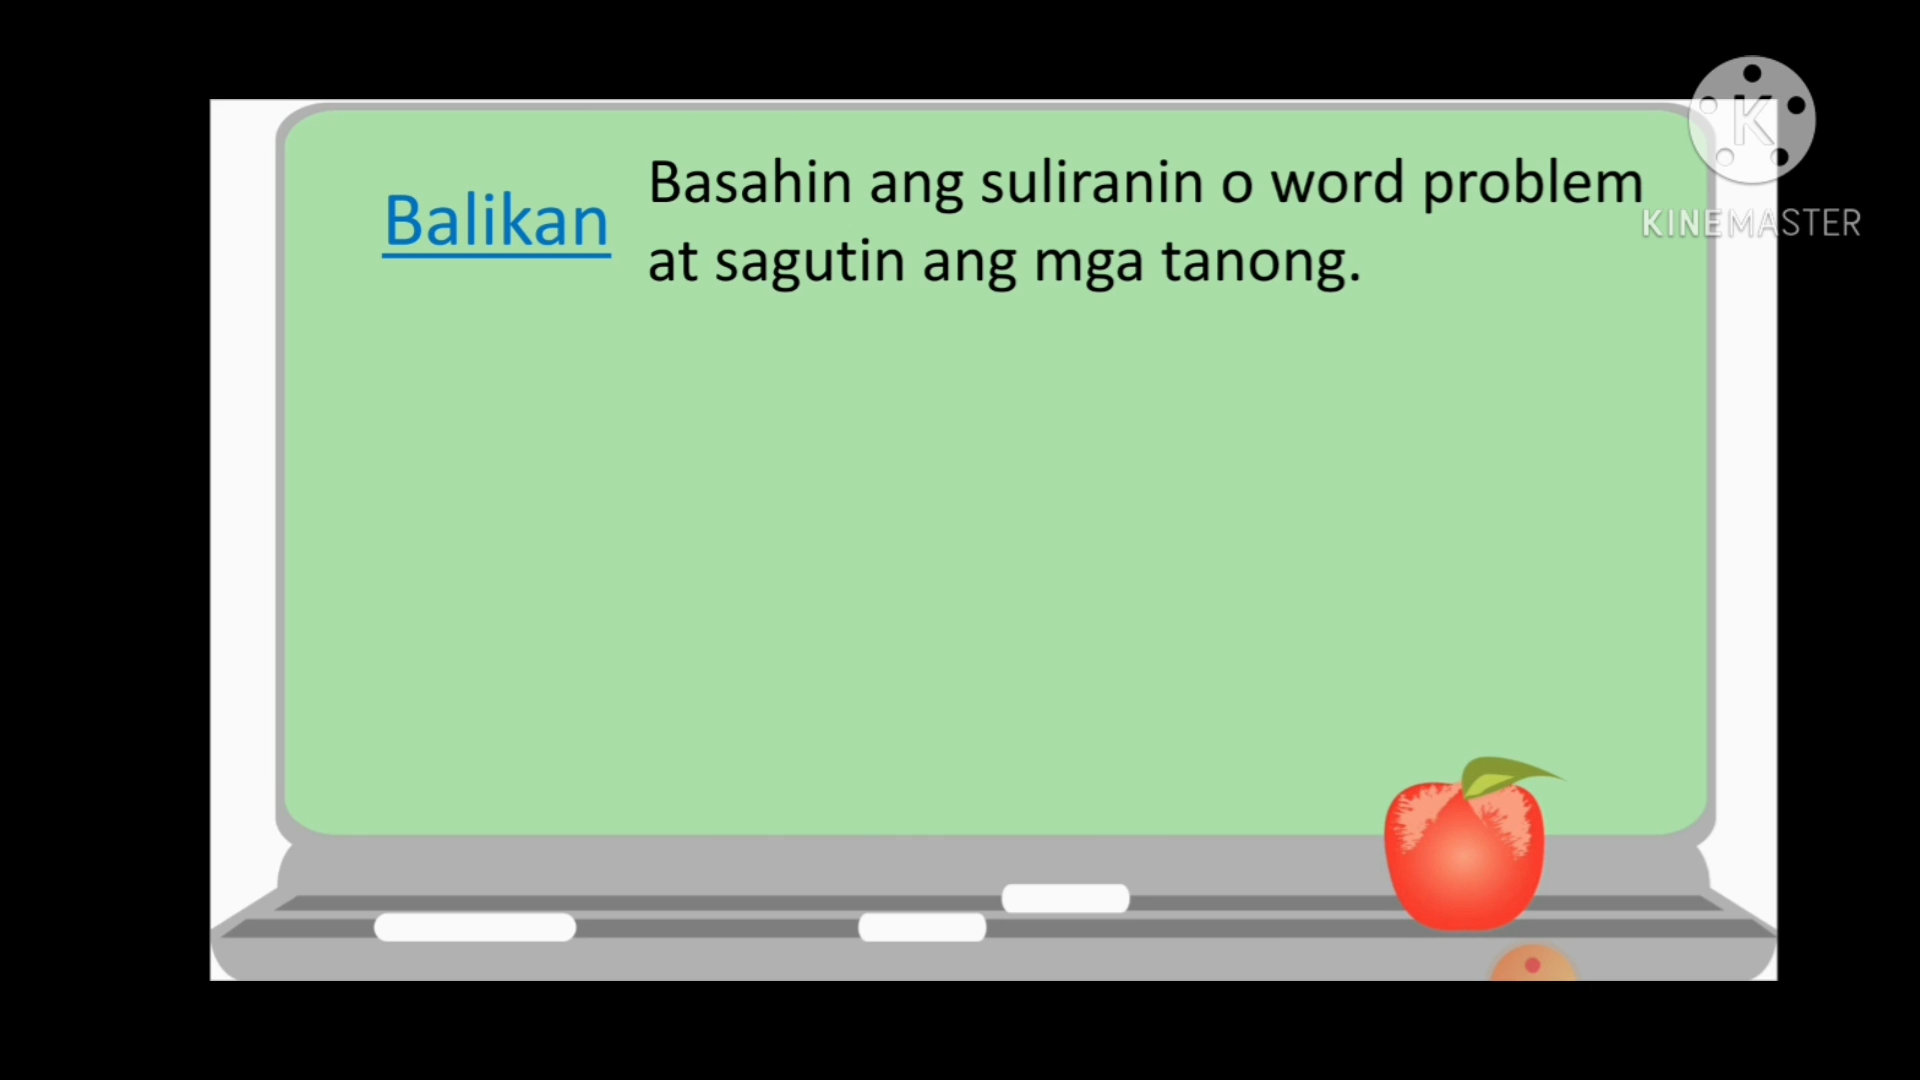 Balikan
Basahin ang suliranin o word problem
at sagutin ang mga tanong.
K
KINEMASTER